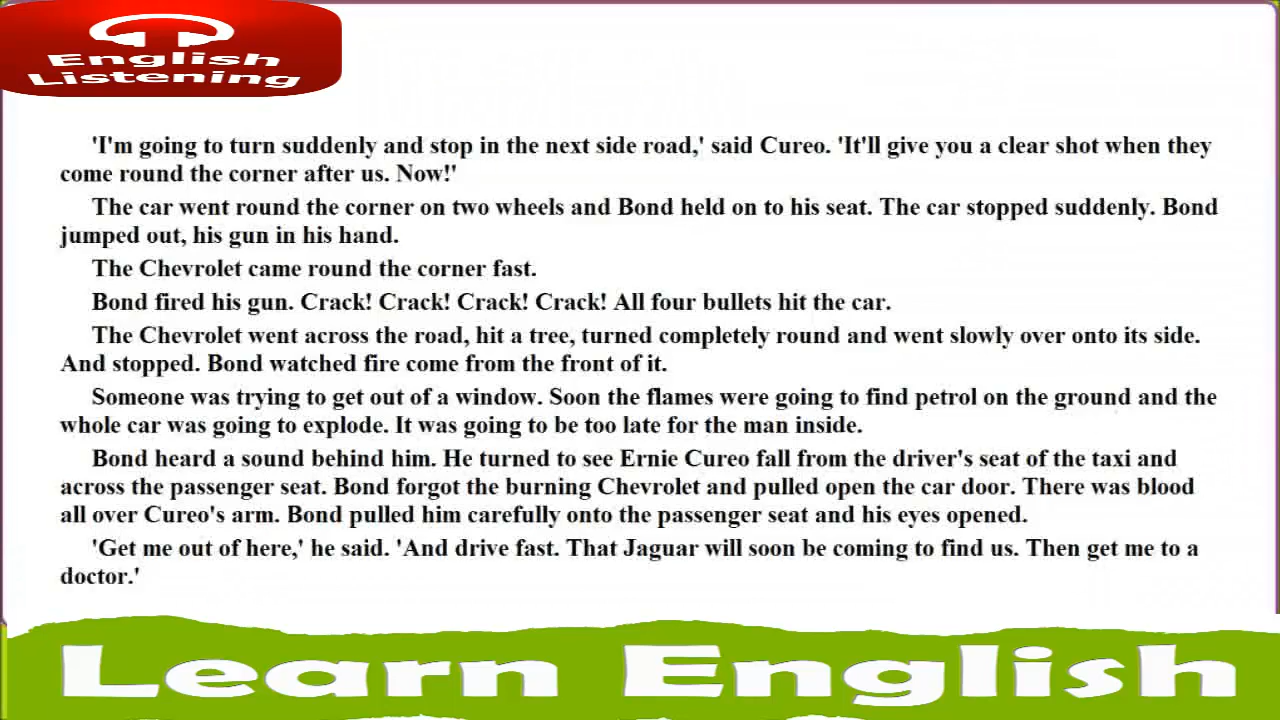 English
Listening
'I'm going to turn suddenly and stop in the next side road,' said Cureo. 'It'll give you a clear shot when they
come round the corner after us. Now!'
The car went round the corner on two wheels and Bond held on to his seat. The car stopped suddenly. Bond
jumped out, his gun in his hand.
The Chevrolet came round the corner fast.
Bond fired his gun. Crack! Crack! Crack! Crack! All four bullets hit the car.
The Chevrolet went across the road, hit a tree, turned completely round and went slowly over onto its side.
And stopped. Bond watched fire come from the front of it.
Someone was trying to get out of a window. Soon the flames were going to find petrol on the ground and the
whole car was going to explode. It was going to be too late for the man inside.
Bond heard a sound behind him. He turned to see Ernie Cureo fall from the driver's seat of the taxi and
across the passenger seat. Bond forgot the burning Chevrolet and pulled open the car door. There was blood
all over Cureo's arm. Bond pulled him carefully onto the passenger seat and his eyes opened.
'Get me out of here,' he said. 'And drive fast. That Jaguar will soon be coming to find us. Then get me to a
doctor.'
Learn English